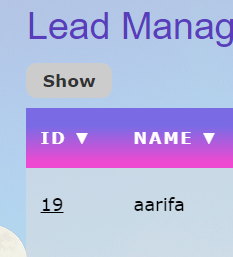 Lead Manag
Show
ID ▼ NAME ▼
19 aarifa